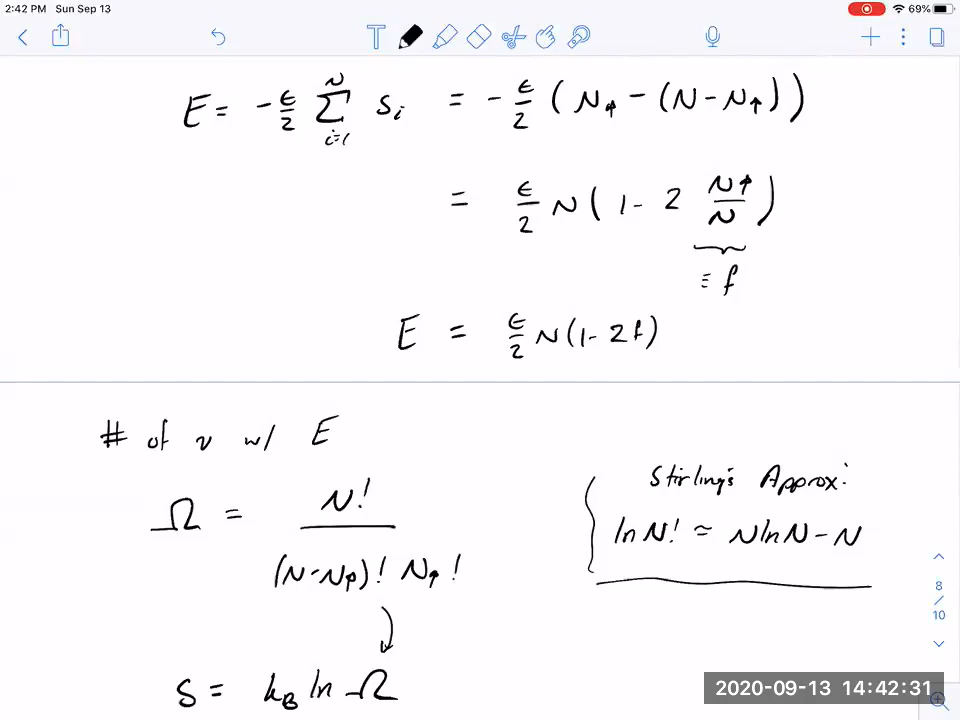 2:42 PM Sun Sep 13
69%
E = -ε/2 ∑_{i=1}^{N} s_i = -ε/2 (N↑ - (N - N↑))
= ε/2 N(1 - 2 N↑/N)
≡ f
E = ε/2 N(1 - 2f)
# of ν w/ E
Ω = N! / (N - N↑)! N↑!
Stirling's Approx:
ln N! ≈ N ln N - N
S = k_B ln Ω
8
/
10
2020-09-13 14:42:31